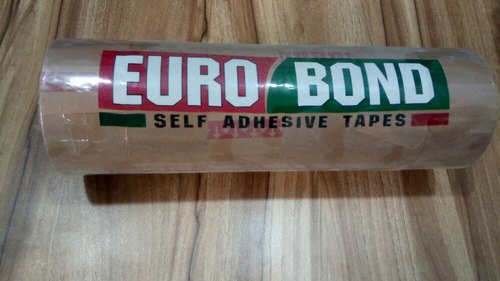 EURO BOND
SELF ADHESIVE TAPES